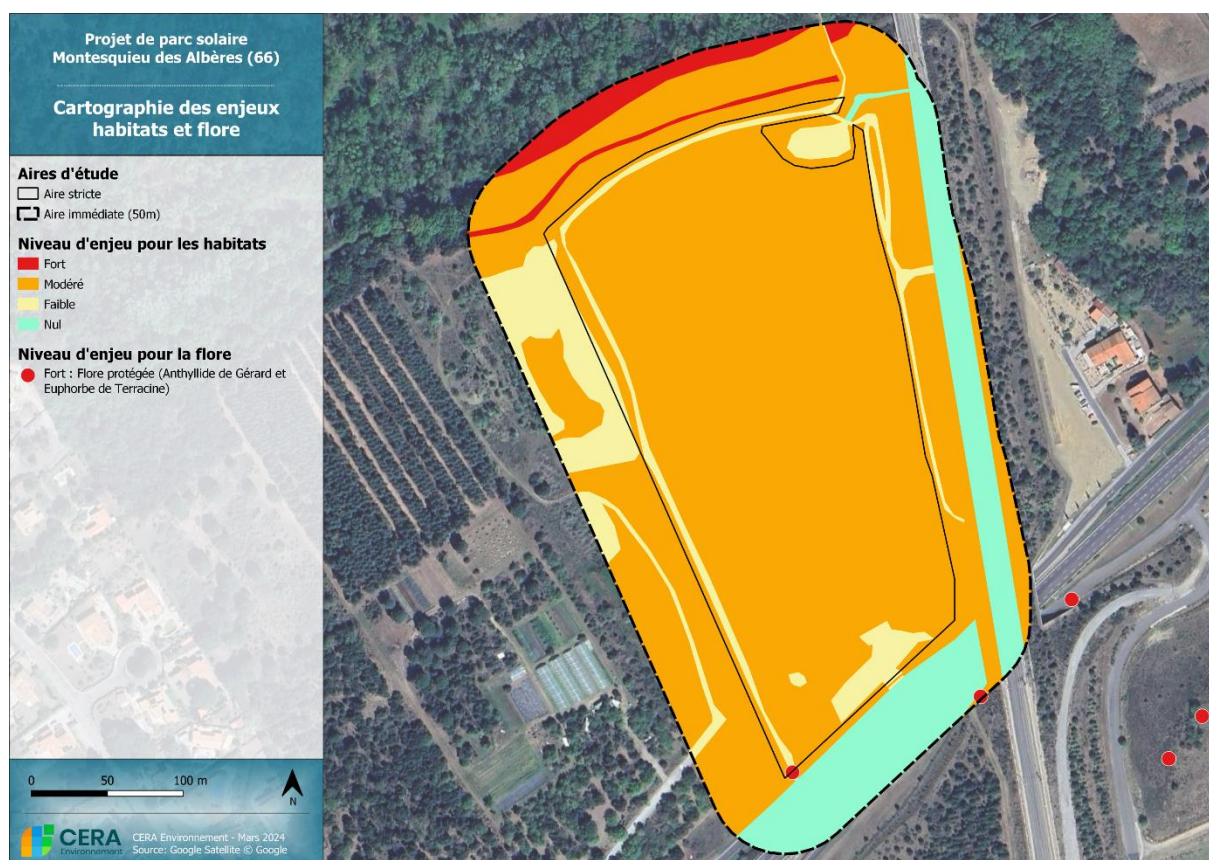 Projet de parc solaire
Montesquieu des Albères (66)
Cartographie des enjeux
habitats et flore
Aires d'étude
Aire stricte
Aire immédiate (50m)
Niveau d'enjeu pour les habitats
Fort
Modéré
Faible
Nul
Niveau d'enjeu pour la flore
Fort : Flore protégée (Anthyllide de Gérard et
Euphorbe de Terracine)
0 50 100 m
N
CERA
Environnement
CERA Environnement - Mars 2024
Source: Google Satellite © Google